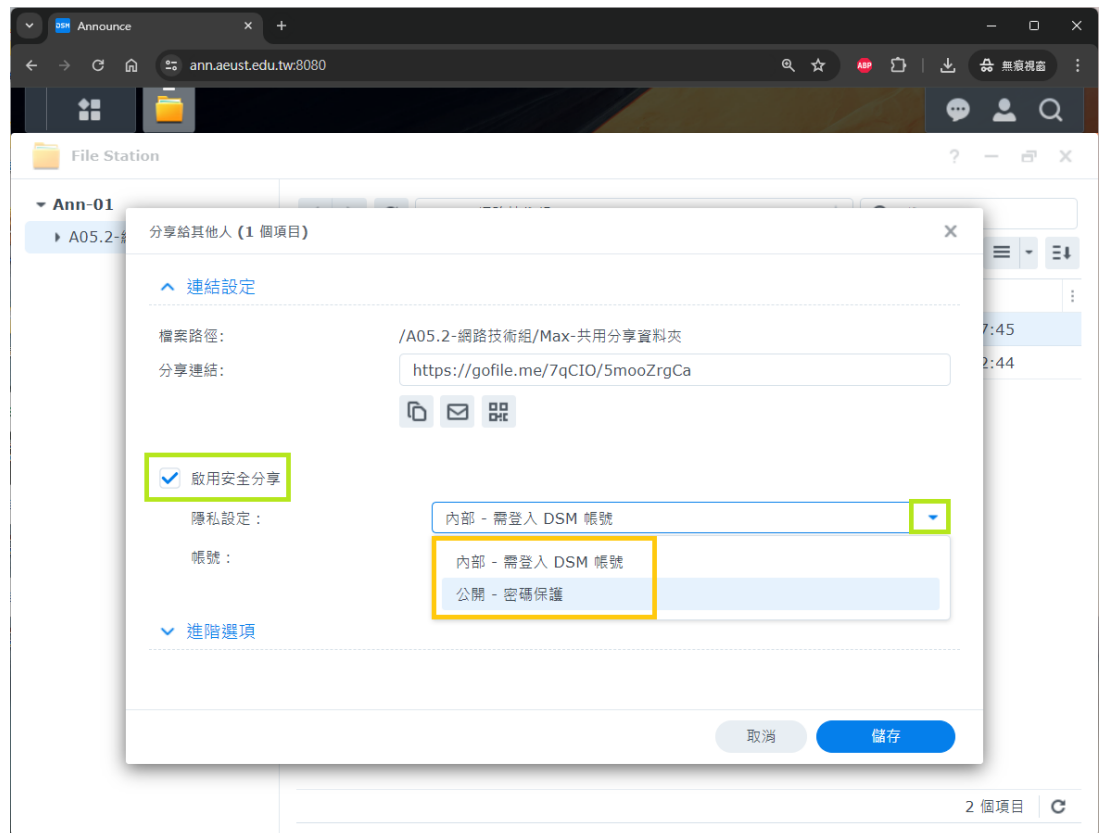 DSM Announce
ann.aeust.edu.tw:8080
ABP
無痕視窗
File Station
Ann-01
A05.2-
分享給其他人 (1 個項目)
連結設定
7:45
檔案路徑:
/A05.2-網路技術組/Max-共用分享資料夾
2:44
分享連結:
https://gofile.me/7qCIO/5mooZrgCa
啟用安全分享
隱私設定：
內部 - 需登入 DSM 帳號
帳號：
內部 - 需登入 DSM 帳號
公開 - 密碼保護
進階選項
取消
儲存
2 個項目